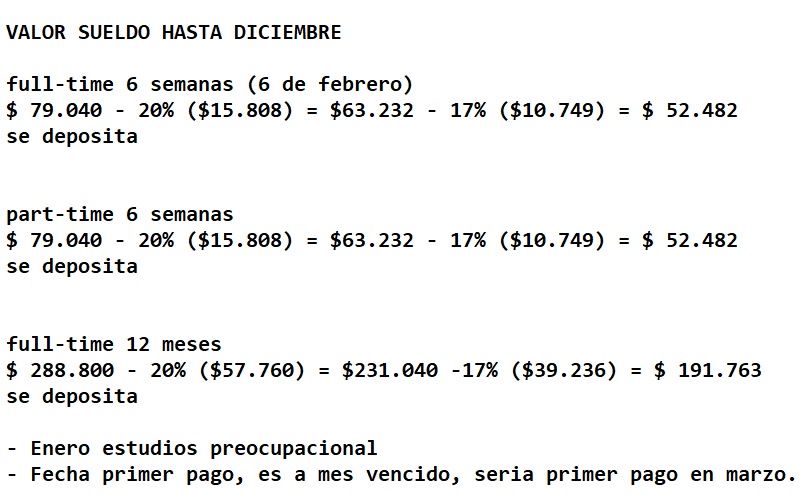 VALOR SUELDO HASTA DICIEMBRE
full-time 6 semanas (6 de febrero)
$ 79.040 - 20% ($15.808) = $63.232 - 17% ($10.749) = $ 52.482
se deposita
part-time 6 semanas
$ 79.040 - 20% ($15.808) = $63.232 - 17% ($10.749) = $ 52.482
se deposita
full-time 12 meses
$ 288.800 - 20% ($57.760) = $231.040 -17% ($39.236) = $ 191.763
se deposita
- Enero estudios preocupacional
- Fecha primer pago, es a mes vencido, seria primer pago en marzo.